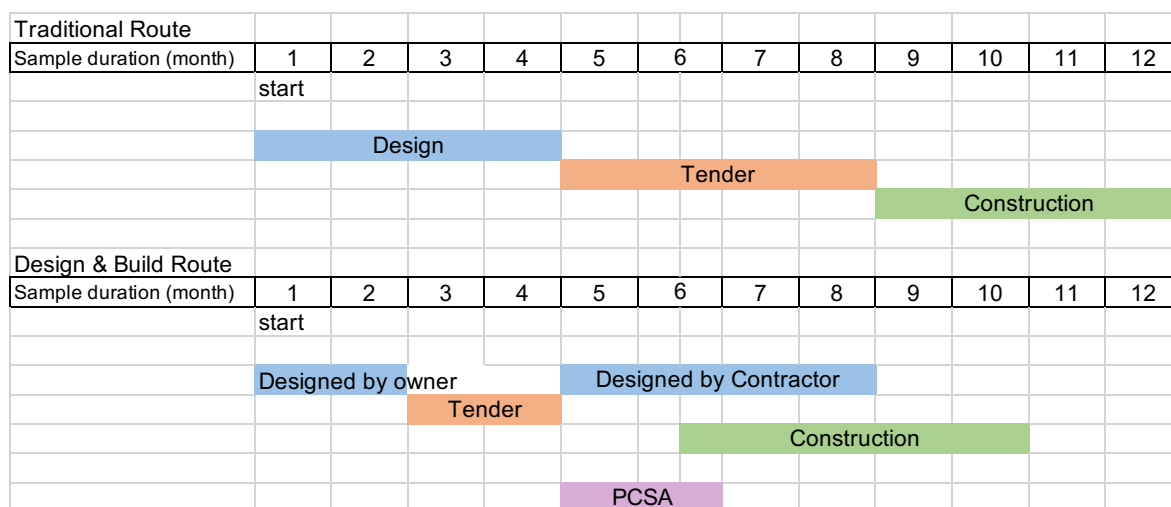 Traditional Route
Sample duration (month) 1 2 3 4 5 6 7 8 9 10 11 12
start
Design
Tender
Construction
Design & Build Route
Sample duration (month) 1 2 3 4 5 6 7 8 9 10 11 12
start
Designed by owner Designed by Contractor
Tender
Construction
PCSA